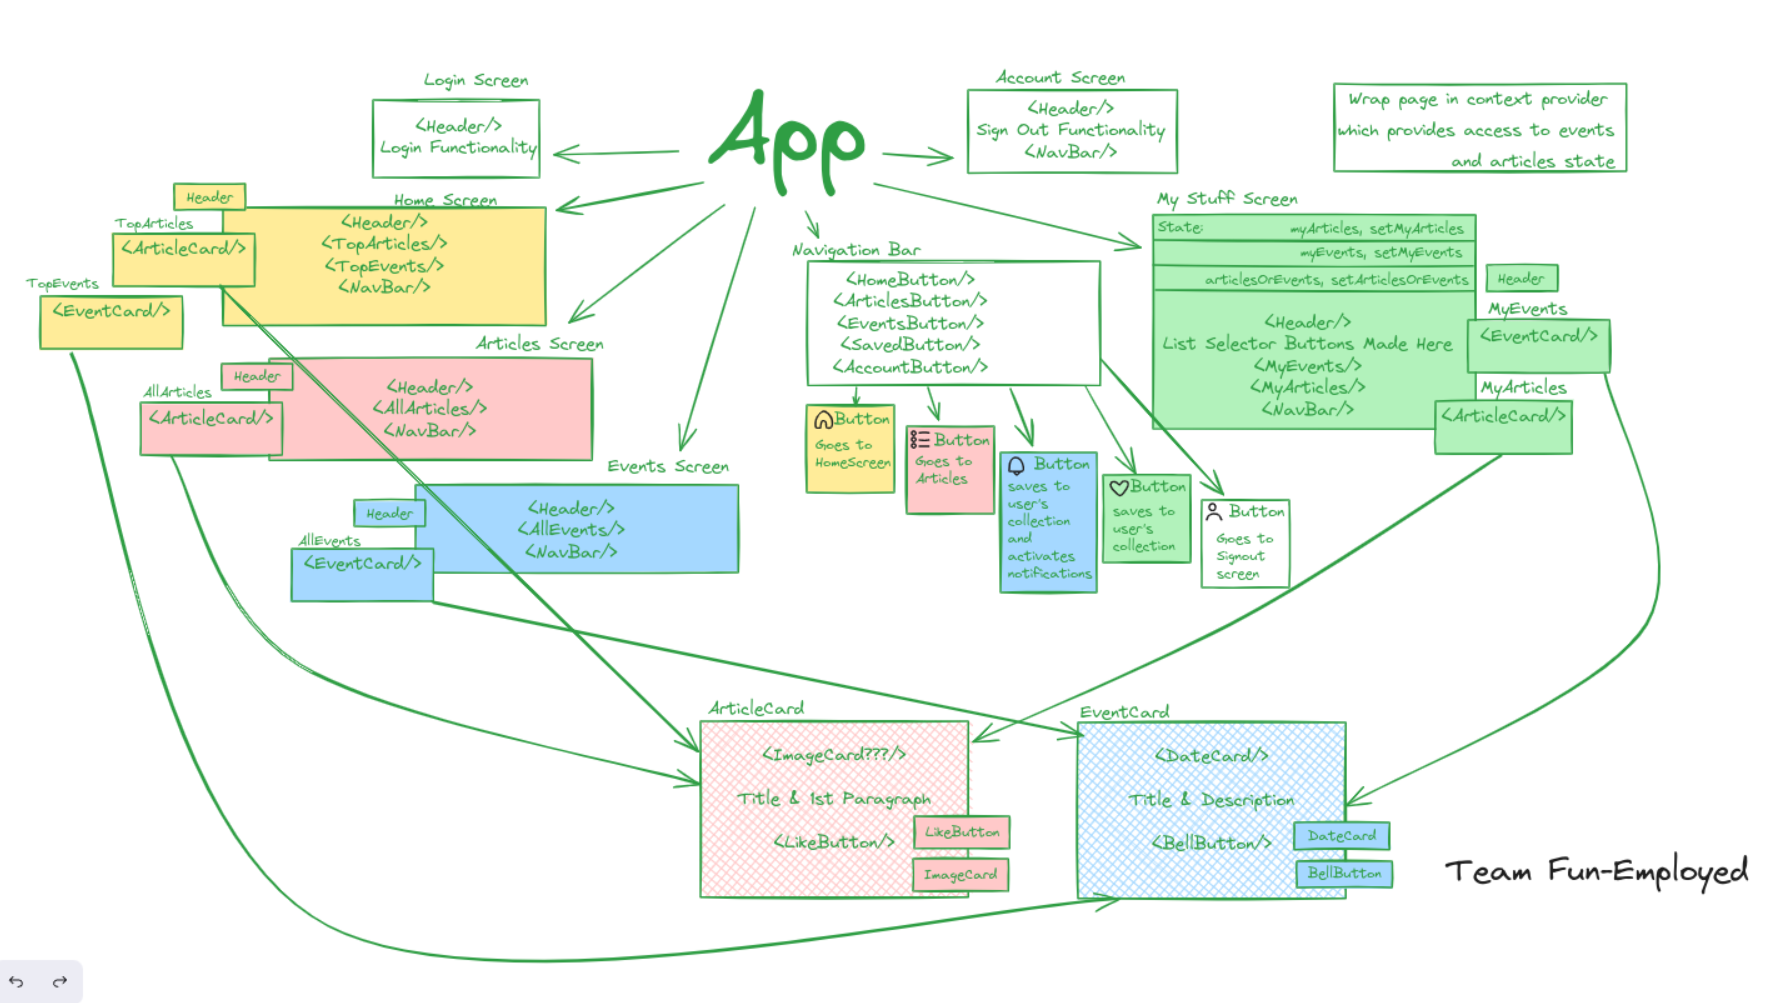 App
Login Screen
<Header/>
Login Functionality
Account Screen
<Header/>
Sign Out Functionality
<NavBar/>
Wrap page in context provider
which provides access to events
and articles state
Header
Home Screen
<Header/>
<TopArticles/>
<TopEvents/>
<NavBar/>
TopArticles
<ArticleCard/>
TopEvents
<EventCard/>
Articles Screen
Header
<Header/>
<AllArticles/>
<NavBar/>
AllArticles
<ArticleCard/>
Events Screen
Header
<Header/>
<AllEvents/>
<NavBar/>
AllEvents
<EventCard/>
Navigation Bar
<HomeButton/>
<ArticlesButton/>
<EventsButton/>
<SavedButton/>
<AccountButton/>
Button
Goes to
HomeScreen
Button
Goes to
Articles
Button
saves to
user's
collection
and
activates
notifications
Button
saves to
user's
collection
Button
Goes to
Signout
screen
My Stuff Screen
State: myArticles, setMyArticles
myEvents, setMyEvents
articlesOrEvents, setArticlesOrEvents
<Header/>
List Selector Buttons Made Here
<MyEvents/>
<MyArticles/>
<NavBar/>
Header
MyEvents
<EventCard/>
MyArticles
<ArticleCard/>
ArticleCard
<ImageCard???/>
Title & 1st Paragraph
<LikeButton/>
LikeButton
ImageCard
EventCard
<DateCard/>
Title & Description
<BellButton/>
DateCard
BellButton
Team Fun-Employed